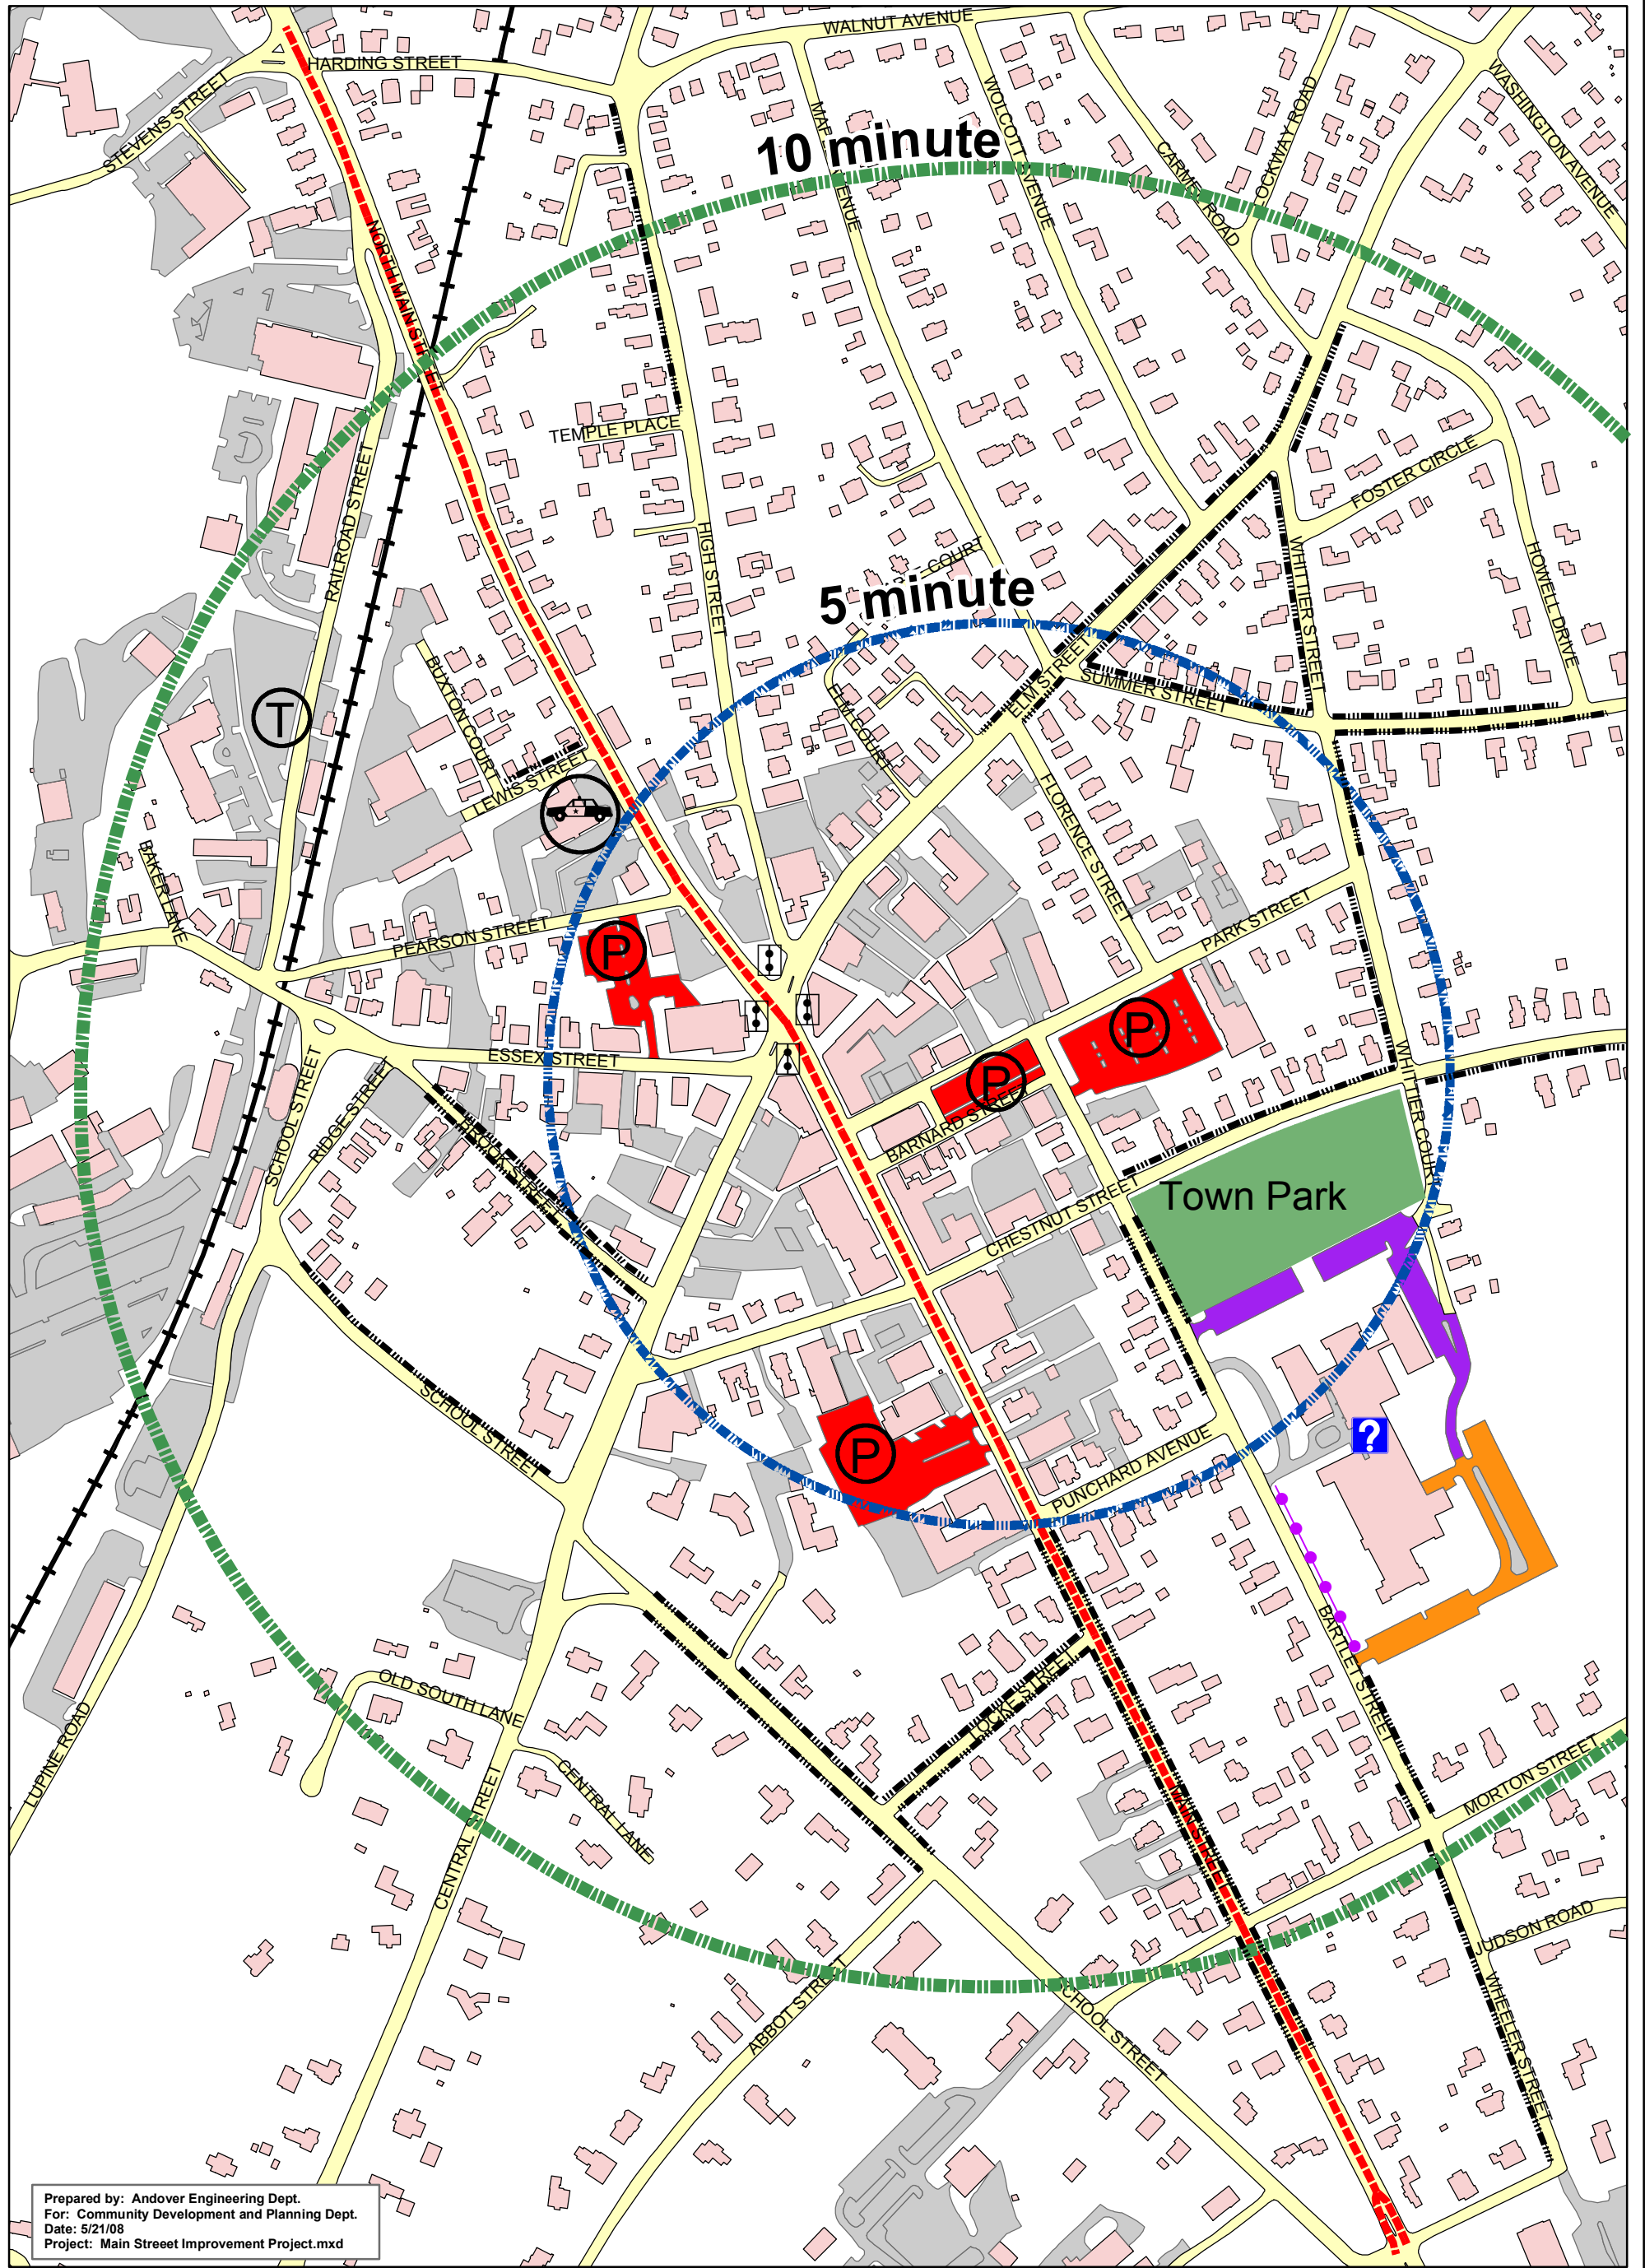 WALNUT AVENUE
HARDING STREET
STEVENS STREET
WOLCOTT AVENUE
WASHINGTON AVENUE
10 minute
CARMEL ROAD
NORTH MAIN STREET
TEMPLE PLACE
RAILROAD STREET
HIGH STREET
FOSTER CIRCLE
COURT
5 minute
WHITTIER STREET
HOWELL DRIVE
BUXTON COURT
ELM STREET
SUMMER STREET
ELM COURT
T
LEWIS STREET
FLORENCE STREET
BAKER LANE
PEARSON STREET
PARK STREET
P
P
P
ESSEX STREET
BARNARD STREET
WHITTIER COURT
SCHOOL STREET
RIDGE STREET
BROOK STREET
CHESTNUT STREET
Town Park
SCHOOL STREET
P
?
PUNCHARD AVENUE
BARTLET STREET
LOCKE STREET
OLD SOUTH LANE
LUPINE ROAD
CENTRAL STREET
CENTRAL LANE
MAIN STREET
MORTON STREET
JUDSON ROAD
ABBOT STREET
SCHOOL STREET
WHEELER STREET
Prepared by: Andover Engineering Dept.
For: Community Development and Planning Dept.
Date: 5/21/08
Project: Main Streeet Improvement Project.mxd